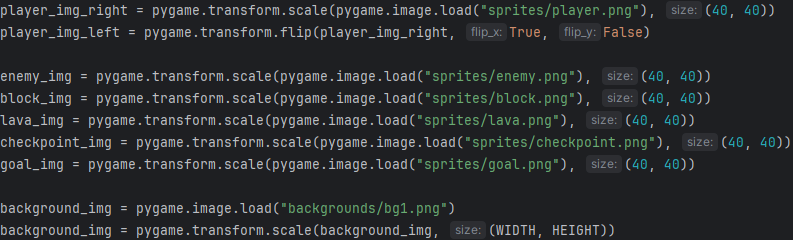 player_img_right = pygame.transform.scale(pygame.image.load("sprites/player.png"), size: (40, 40))
player_img_left = pygame.transform.flip(player_img_right, flip_x: True, flip_y: False)
enemy_img = pygame.transform.scale(pygame.image.load("sprites/enemy.png"), size: (40, 40))
block_img = pygame.transform.scale(pygame.image.load("sprites/block.png"), size: (40, 40))
lava_img = pygame.transform.scale(pygame.image.load("sprites/lava.png"), size: (40, 40))
checkpoint_img = pygame.transform.scale(pygame.image.load("sprites/checkpoint.png"), size: (40, 40))
goal_img = pygame.transform.scale(pygame.image.load("sprites/goal.png"), size: (40, 40))
background_img = pygame.image.load("backgrounds/bg1.png")
background_img = pygame.transform.scale(background_img, size: (WIDTH, HEIGHT))